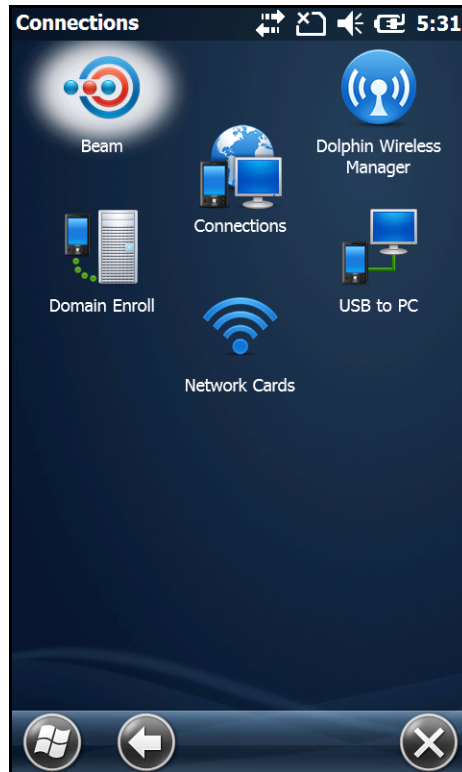 Connections 5:31
Beam
Dolphin Wireless
Manager
Connections
Domain Enroll
USB to PC
Network Cards